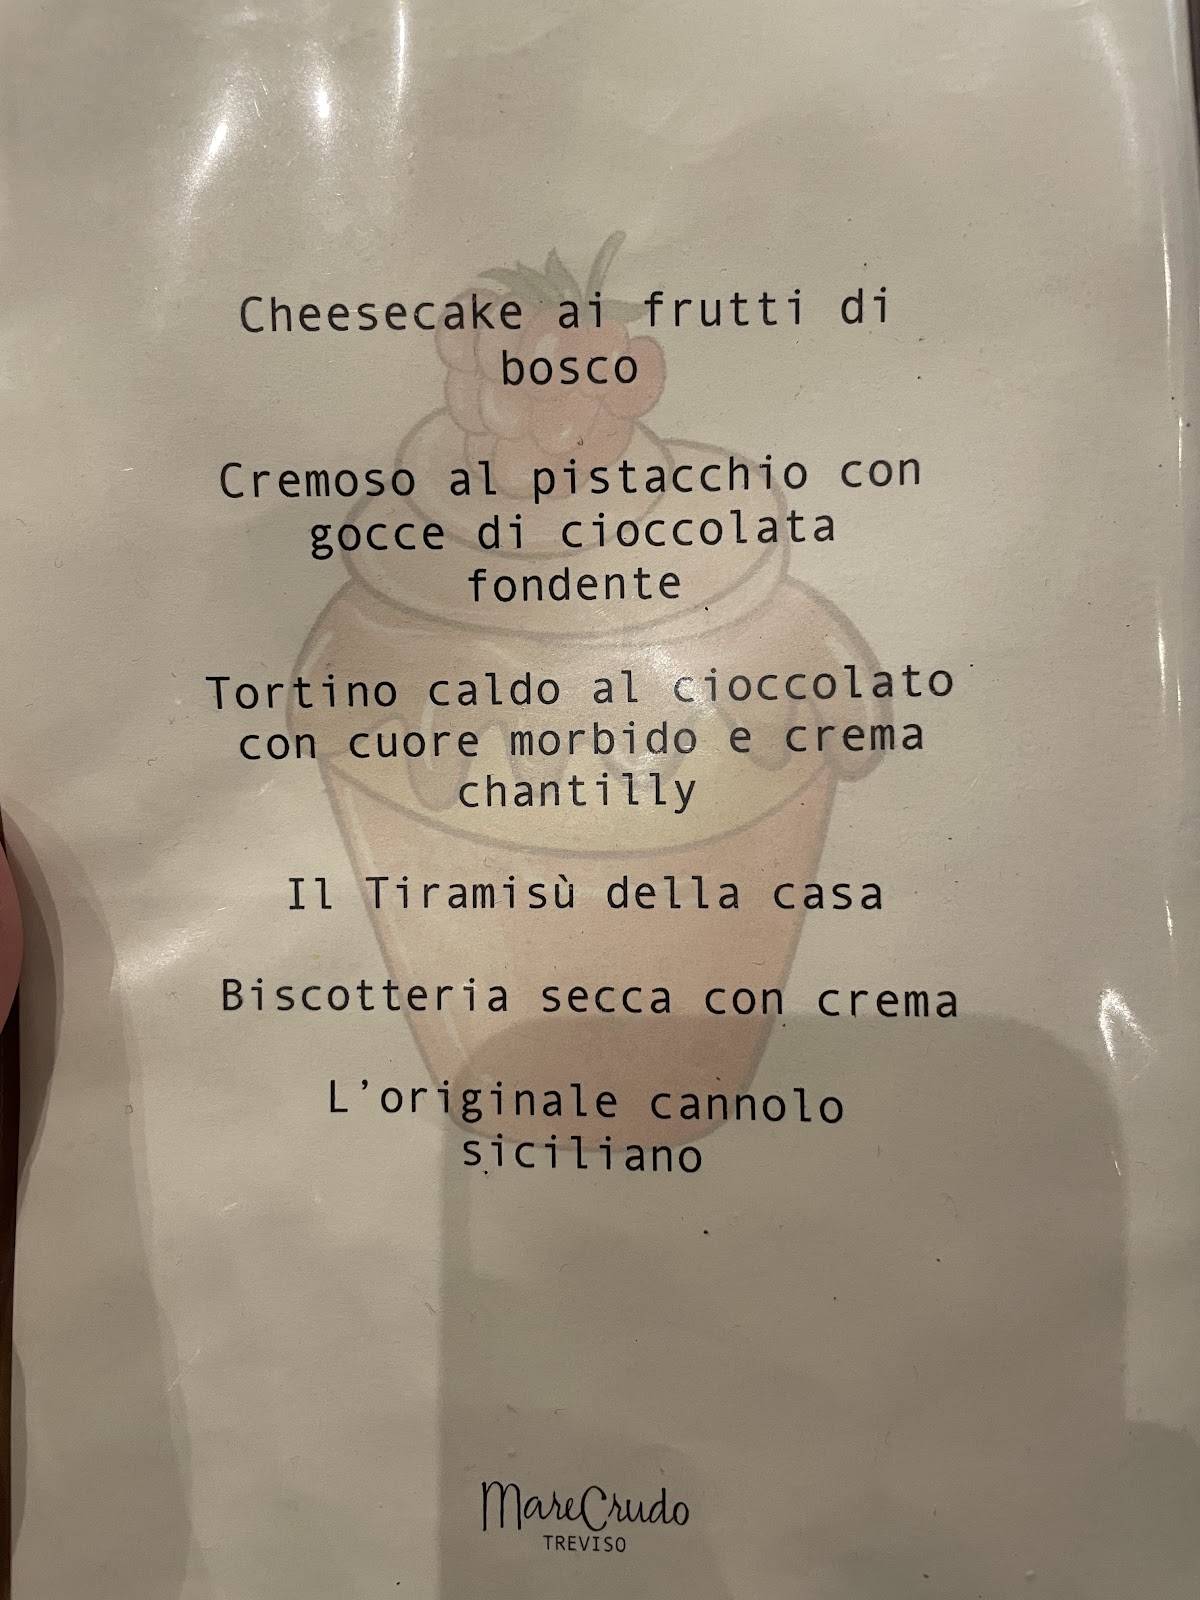 Cheesecake ai frutti di
bosco
Cremoso al pistacchio con
gocce di cioccolata
fondente
Tortino caldo al cioccolato
con cuore morbido e crema
chantilly
Il Tiramisù della casa
Biscotteria secca con crema
L'originale cannolo
siciliano
MareCrudo
TREVISO